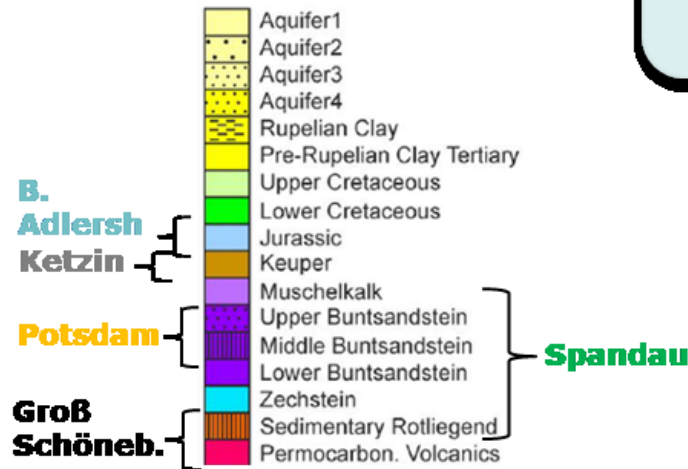 Aquifer1
Aquifer2
Aquifer3
Aquifer4
Rupelian Clay
Pre-Rupelian Clay Tertiary
Upper Cretaceous
Lower Cretaceous
Jurassic
Keuper
Muschelkalk
Upper Buntsandstein
Middle Buntsandstein
Lower Buntsandstein
Zechstein
Sedimentary Rotliegend
Permocarbon. Volcanics
B.
Adlersh
Ketzin
Potsdam
Groß
Schöneb.
Spandau